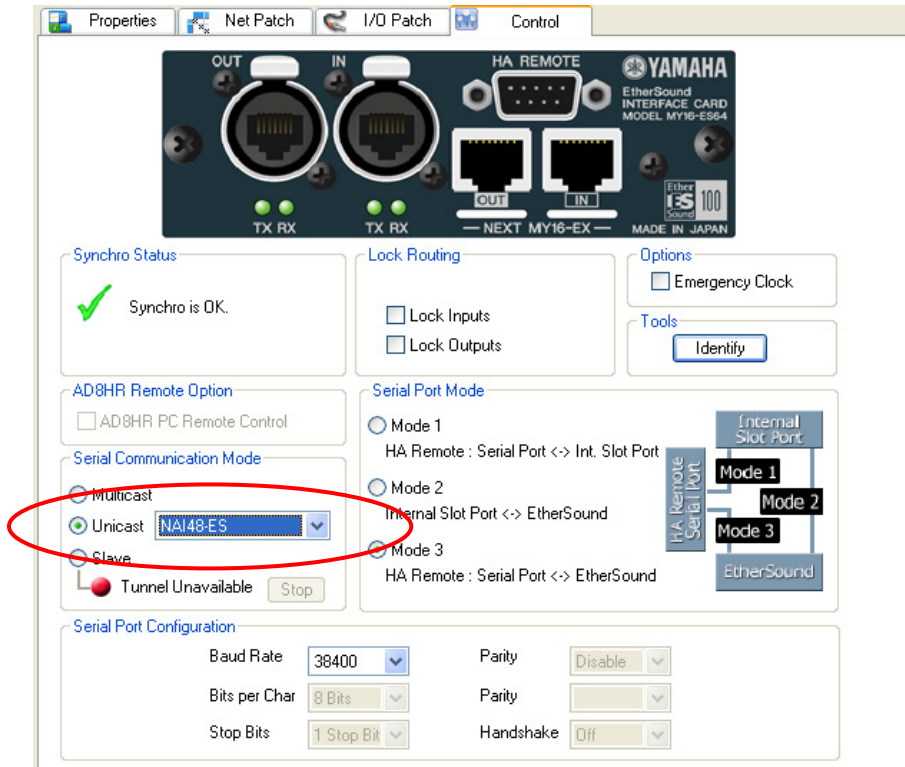 Properties Net Patch I/O Patch Control
OUT IN HA REMOTE YAMAHA
EtherSound
INTERFACE CARD
MODEL MY16-ES64
Ether
ES 100
Sound
OUT IN
TX RX TX RX NEXT MY16-EX MADE IN JAPAN
Synchro Status
Synchro is OK.
Lock Routing
Lock Inputs
Lock Outputs
Options
Emergency Clock
Tools
Identify
AD8HR Remote Option
AD8HR PC Remote Control
Serial Communication Mode
Multicast
Unicast NAI48-ES
Slave
Tunnel Unavailable Stop
Serial Port Mode
Mode 1
HA Remote : Serial Port <-> Int. Slot Port
Mode 2
Internal Slot Port <-> EtherSound
Mode 3
HA Remote : Serial Port <-> EtherSound
Internal
Slot Port
HA Remote
Serial Port
Mode 1
Mode 2
Mode 3
EtherSound
Serial Port Configuration
Baud Rate 38400 Parity Disable
Bits per Char 8 Bits Parity
Stop Bits 1 Stop Bit Handshake Off